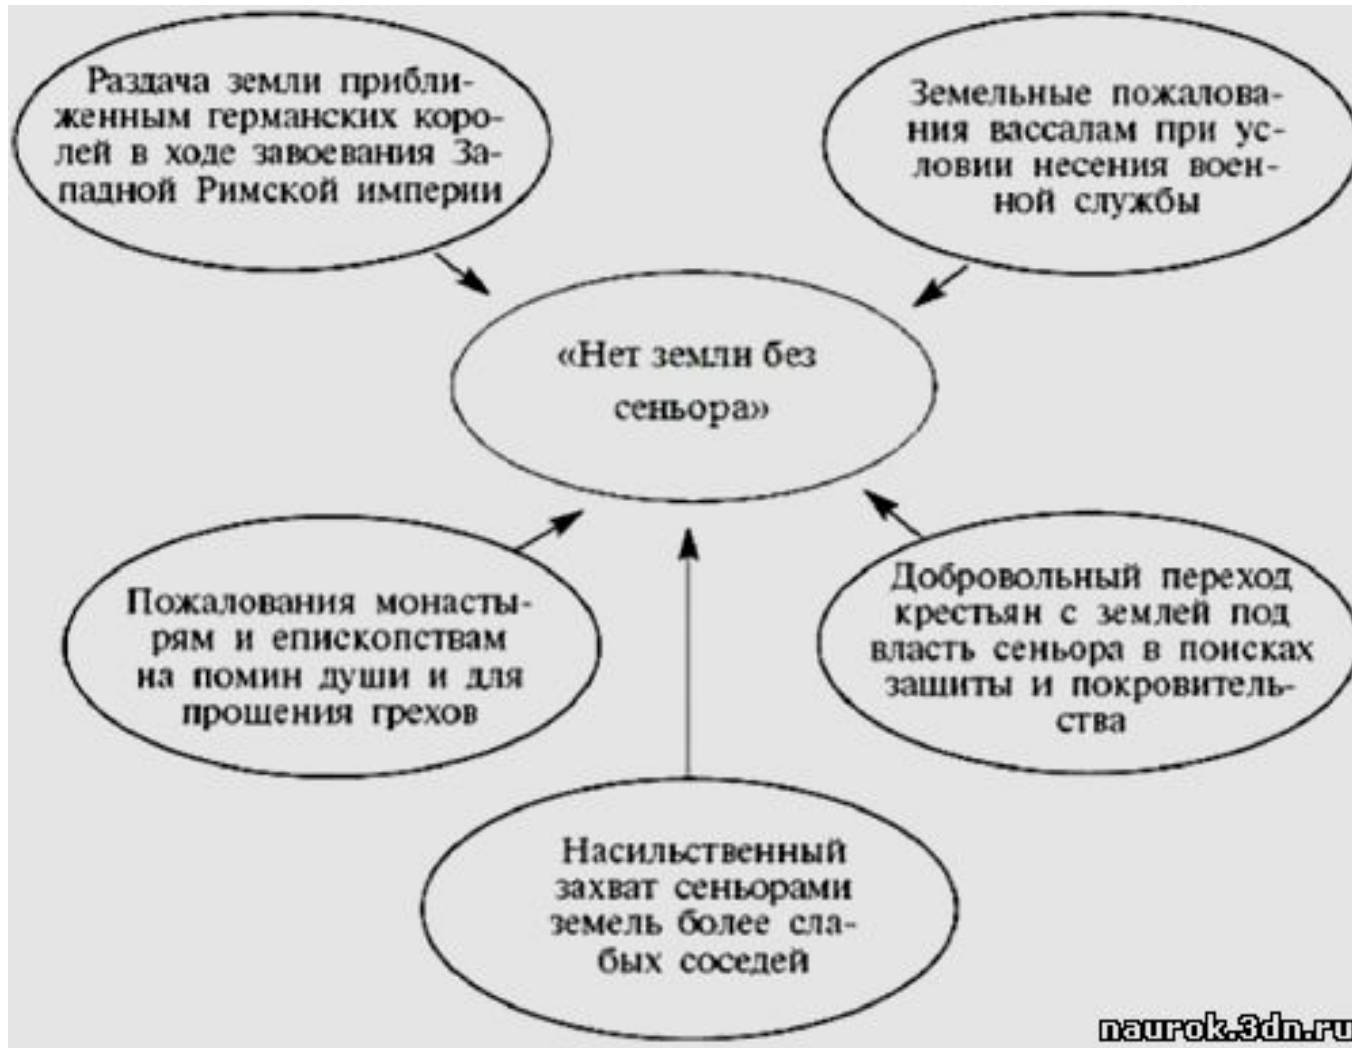 Раздача земли прибли-
женным германских коро-
лей в ходе завоевания За-
падной Римской империи
Земельные пожалова-
ния вассалам при ус-
ловии несения воен-
ной службы
«Нет земли без
сеньора»
Пожалования монасты-
рям и епископствам
на помин души и для
прощения грехов
Добровольный переход
крестьян с землей под
власть сеньора в поисках
защиты и покровитель-
ства
Насильственный
захват сеньорами
земель более сла-
бых соседей
naurok.3dn.ru